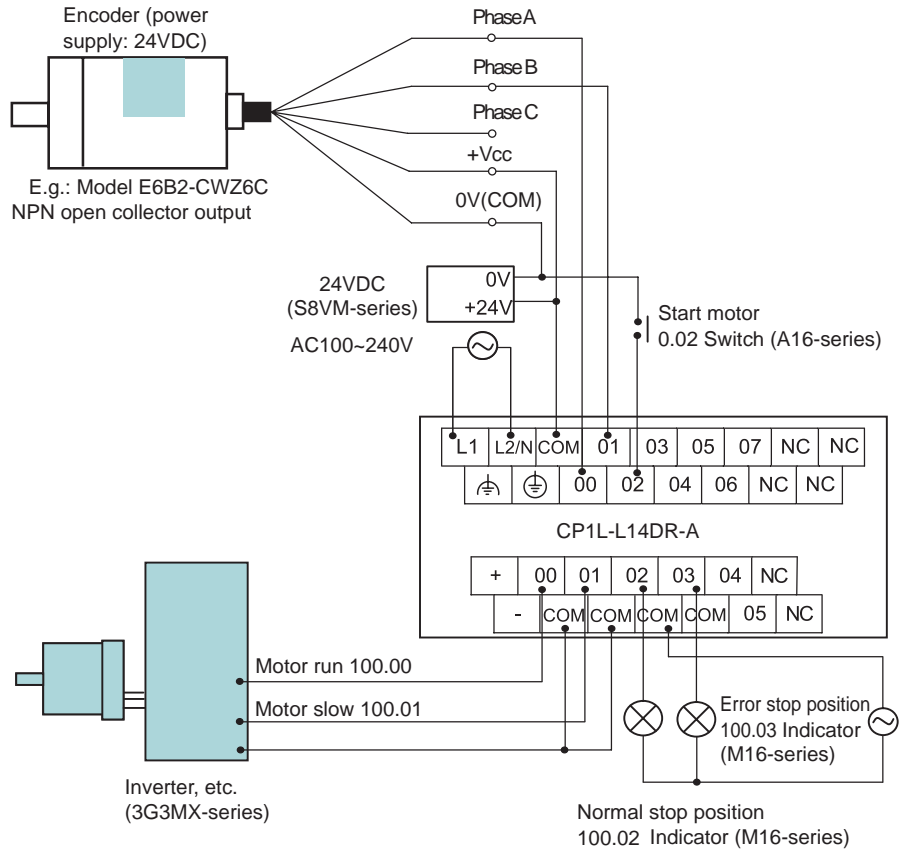 Encoder (power
supply: 24VDC)
Phase A
Phase B
Phase C
+Vcc
0V(COM)
E.g.: Model E6B2-CWZ6C
NPN open collector output
24VDC
(S8VM-series)
0V
+24V
AC100~240V
Start motor
0.02 Switch (A16-series)
L1 L2/N COM 01 03 05 07 NC NC
00 02 04 06 NC NC
CP1L-L14DR-A
+ 00 01 02 03 04 NC
- COM COM COM COM 05 NC
Motor run 100.00
Motor slow 100.01
Inverter, etc.
(3G3MX-series)
Error stop position
100.03 Indicator
(M16-series)
Normal stop position
100.02 Indicator (M16-series)